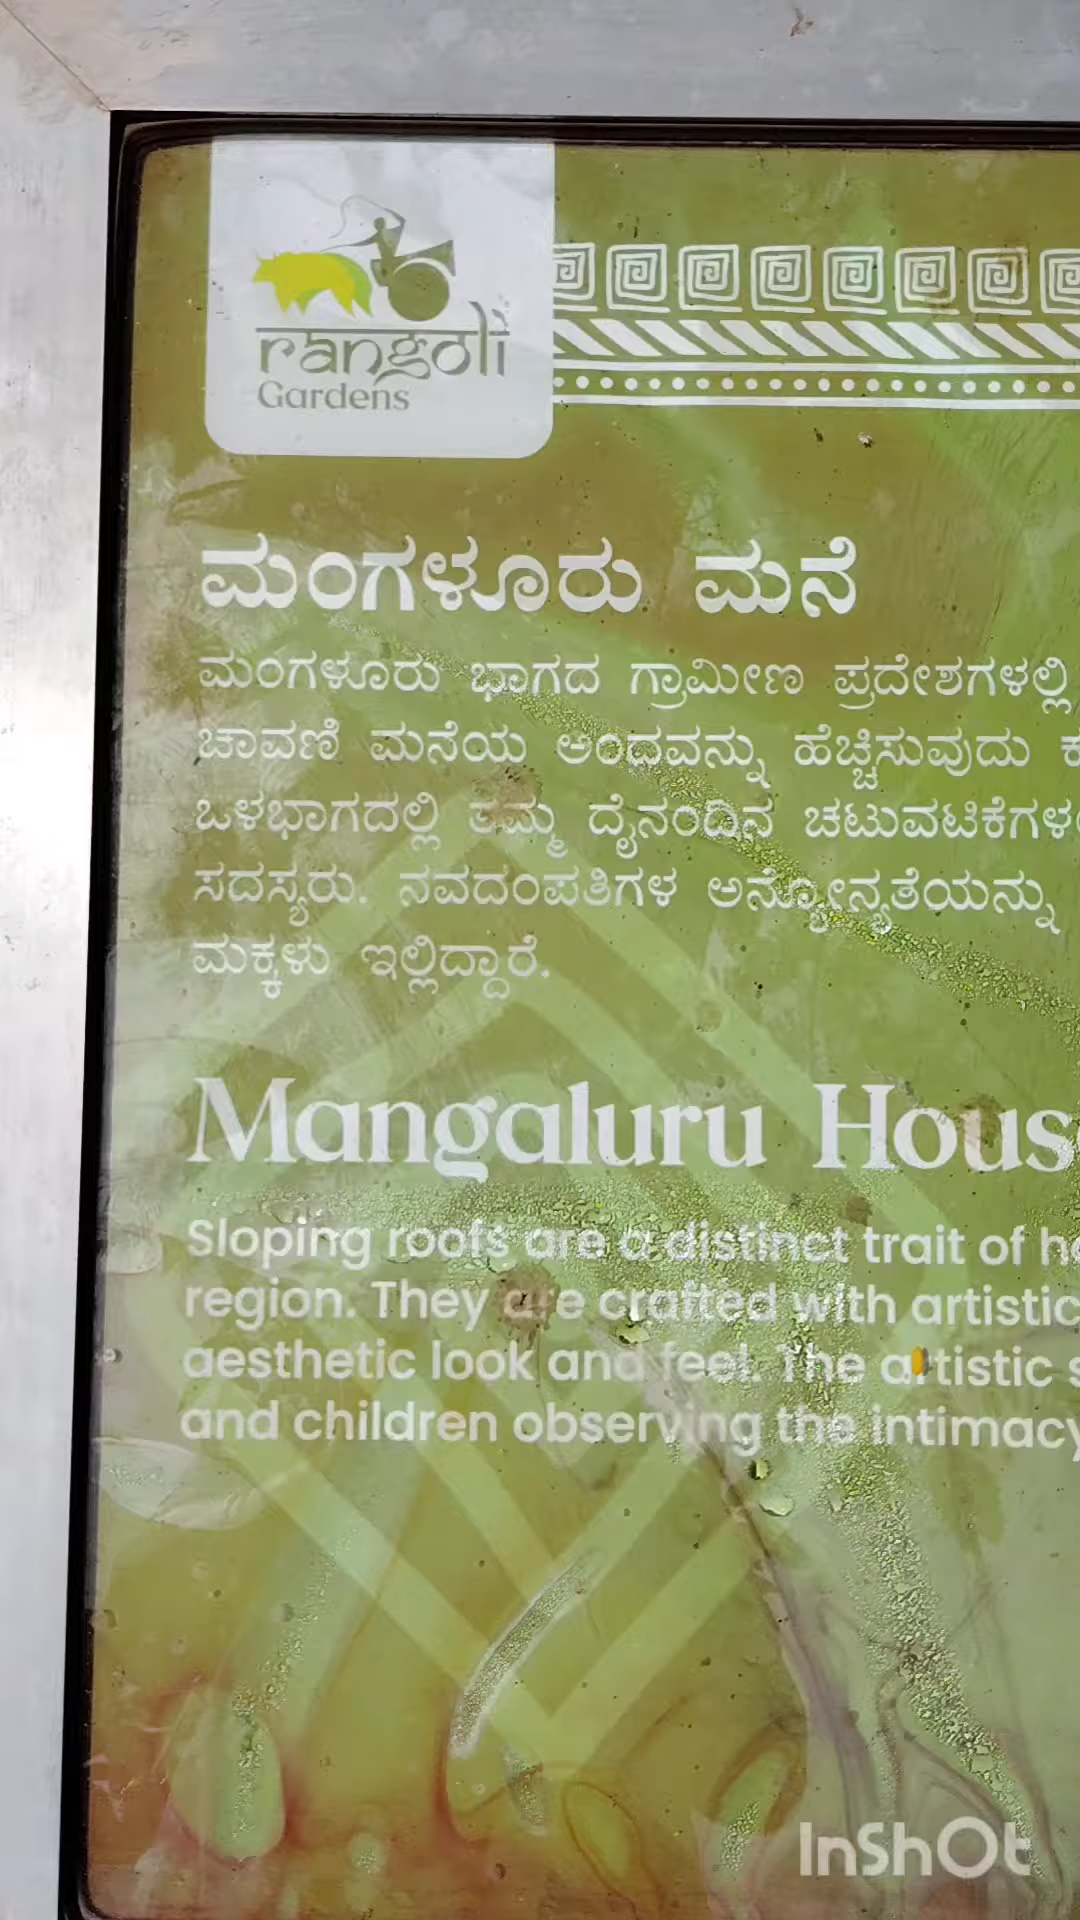 rangoli
Gardens
ಮಂಗಳೂರು ಮನೆ
ಮಂಗಳೂರು ಭಾಗದ ಗ್ರಾಮೀಣ ಪ್ರದೇಶಗಳಲ್ಲಿ
ಚಾವಣಿ ಮನೆಯ ಅಂದವನ್ನು ಹೆಚ್ಚಿಸುವುದು
ಒಳಭಾಗದಲ್ಲಿ ತಮ್ಮ ದೈನಂದಿನ ಚಟುವಟಿಕೆಗಳ
ಸದಸ್ಯರು. ನವದಂಪತಿಗಳ ಅನ್ಯೋನ್ಯತೆಯನ್ನು
ಮಕ್ಕಳು ಇಲ್ಲಿದ್ದಾರೆ.
Mangaluru Hous
Sloping roofs are a distinct trait of h
region. They are crafted with artistic
aesthetic look and feel. The artistic s
and children observing the intimacy
InShOt